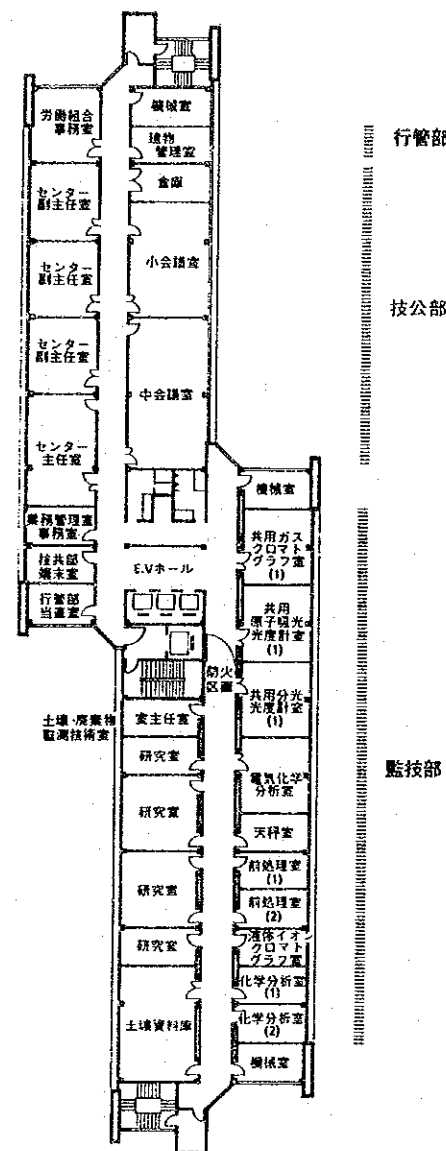 労働組合
事務室
センター
副主任室
センター
副主任室
センター
副主任室
センター
主任室
業務管理室
事務室
技共部
端末室
行管部
当直室
機械室
建物
管理室
金庫
小会議室
中会議室
E.Vホール
防火
区画
機械室
共用ガス
クロマト
グラフ室
(1)
共用
原子吸光
光度計室
(1)
共用分光
光度計室
(1)
電気化学
分析室
天秤室
前処理室
(1)
前処理室
(2)
液体イオン
クロマト
グラフ室
化学分析室
(1)
化学分析室
(2)
機械室
土壌・廃棄物
監測技術室
室主任室
研究室
研究室
研究室
研究室
土壌資料庫
行管部
技公部
監技部